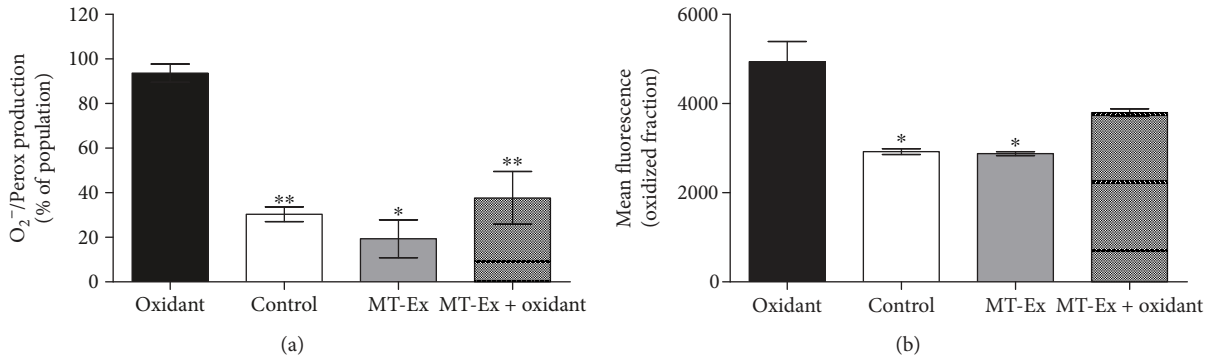 O₂⁻/Perox production
(% of population)
120
100
80
60
40
20
0
**
*
**
Oxidant
Control
MT-Ex
MT-Ex + oxidant
(a)
Mean fluorescence
(oxidized fraction)
6000
4000
2000
0
*
*
Oxidant
Control
MT-Ex
MT-Ex + oxidant
(b)